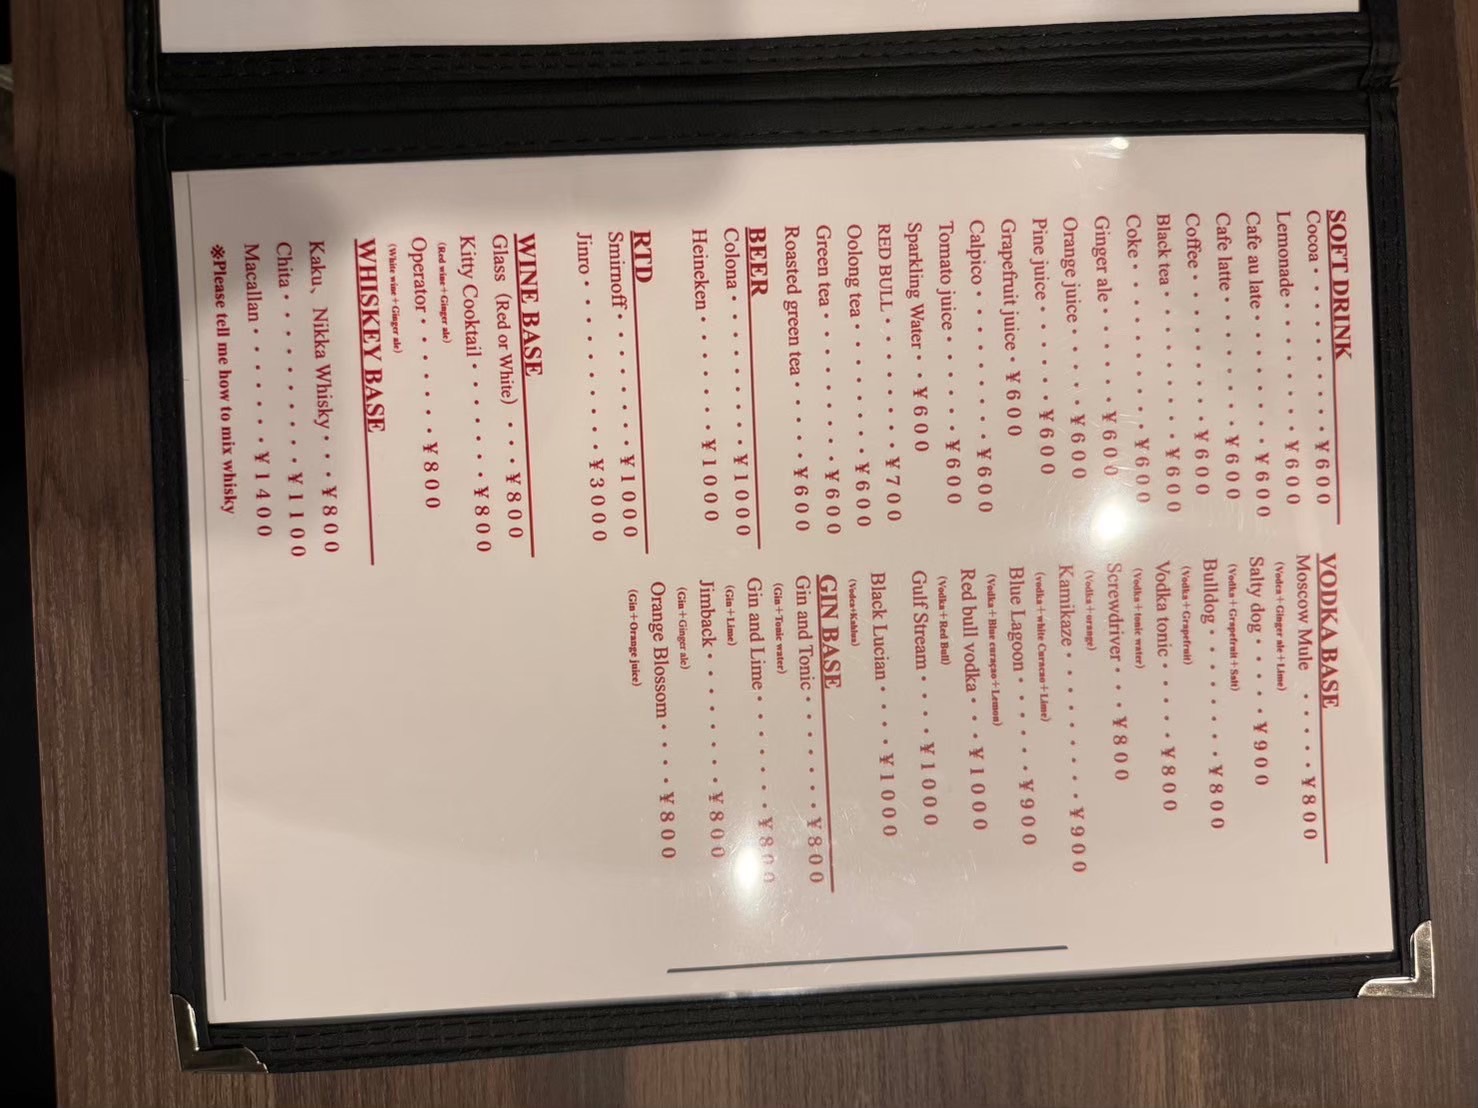 SOFT DRINK
Cocoa・・・・・・・・・¥600
Lemonade・・・・・・・¥600
Cafe au late・・・・・・¥600
Cafe latte・・・・・・・¥600
Coffee・・・・・・・・¥600
Black tea・・・・・・・¥600
Coke・・・・・・・・・¥600
Ginger ale・・・・・・¥600
Orange juice・・・・・¥600
Pine juice・・・・・・¥600
Grapefruit juice・¥600
Calpico・・・・・・・・¥600
Tomato juice・・・・・¥600
Sparkling Water・・¥600
RED BULL・・・・・・・¥700
Oolong tea・・・・・・¥600
Green tea・・・・・・・¥600
Roasted green tea・・・・¥600
BEER
Colona・・・・・・・・¥1000
Heineken・・・・・・¥1000
RTD
Smirnoff・・・・・・・¥1000
Jinro・・・・・・・・・¥3000
WINE BASE
Glass（Red or White）・・・¥800
Kitty Cooktail・・・・・・¥800
(Red wine＋Ginger ale)
Operator・・・・・・・¥800
(White wine＋Ginger ale)
WHISKEY BASE
Kaku、Nikka Whisky・・・¥800
Chita・・・・・・・・¥1100
Macallan・・・・・・・¥1400
※Please tell me how to mix whisky
VODKA BASE
Moscow Mule ・・・・・¥800
(Vodca＋Ginger ale＋Lime)
Salty dog・・・・・¥900
(Vodka＋Grapefruit＋Salt)
Bulldog・・・・・・・・¥800
(Vodka＋Grapefruit)
Vodka tonic・・・・・・¥800
(Vodka＋tonic water)
Screwdriver・・・¥800
(Vodka＋orange)
Kamikaze・・・・・・・・¥900
(vodka＋white Curacao＋Lime)
Blue Lagoon・・・・・・¥900
(Vodka＋Blue curaçao＋Lemon)
Red bull vodka・・・¥1000
(Vodka＋Red Bull)
Gulf Stream・・・・¥1000
Black Lucian・・・・¥1000
(Vodca+Kahlua)
GIN BASE
Gin and Tonic・・・・・・・¥800
(Gin＋Tonic water)
Gin and Lime・・・・・・・¥800
(Gin＋Lime)
Jimback・・・・・・・・¥800
(Gin＋Ginger ale)
Orange Blossom・・・・¥800
(Gin＋Orange juice)